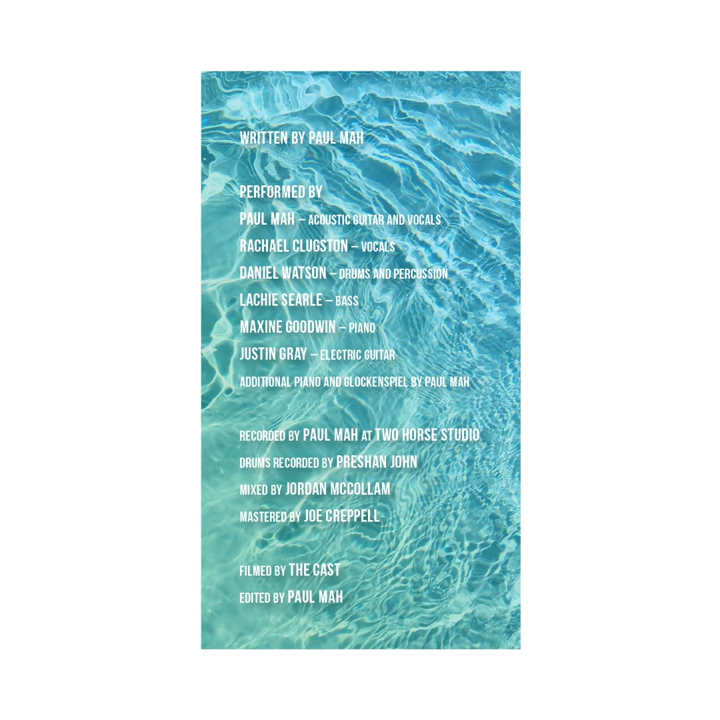 WRITTEN BY PAUL MAH
PERFORMED BY
PAUL MAH – ACOUSTIC GUITAR AND VOCALS
RACHAEL CLUGSTON – VOCALS
DANIEL WATSON – DRUMS AND PERCUSSION
LACHIE SEARLE – BASS
MAXINE GOODWIN – PIANO
JUSTIN GRAY – ELECTRIC GUITAR
ADDITIONAL PIANO AND GLOCKENSPIEL BY PAUL MAH
RECORDED BY PAUL MAH AT TWO HORSE STUDIO
DRUMS RECORDED BY PRESHAN JOHN
MIXED BY JORDAN MCCOLLAM
MASTERED BY JOE CREPPELL
FILMED BY THE CAST
EDITED BY PAUL MAH